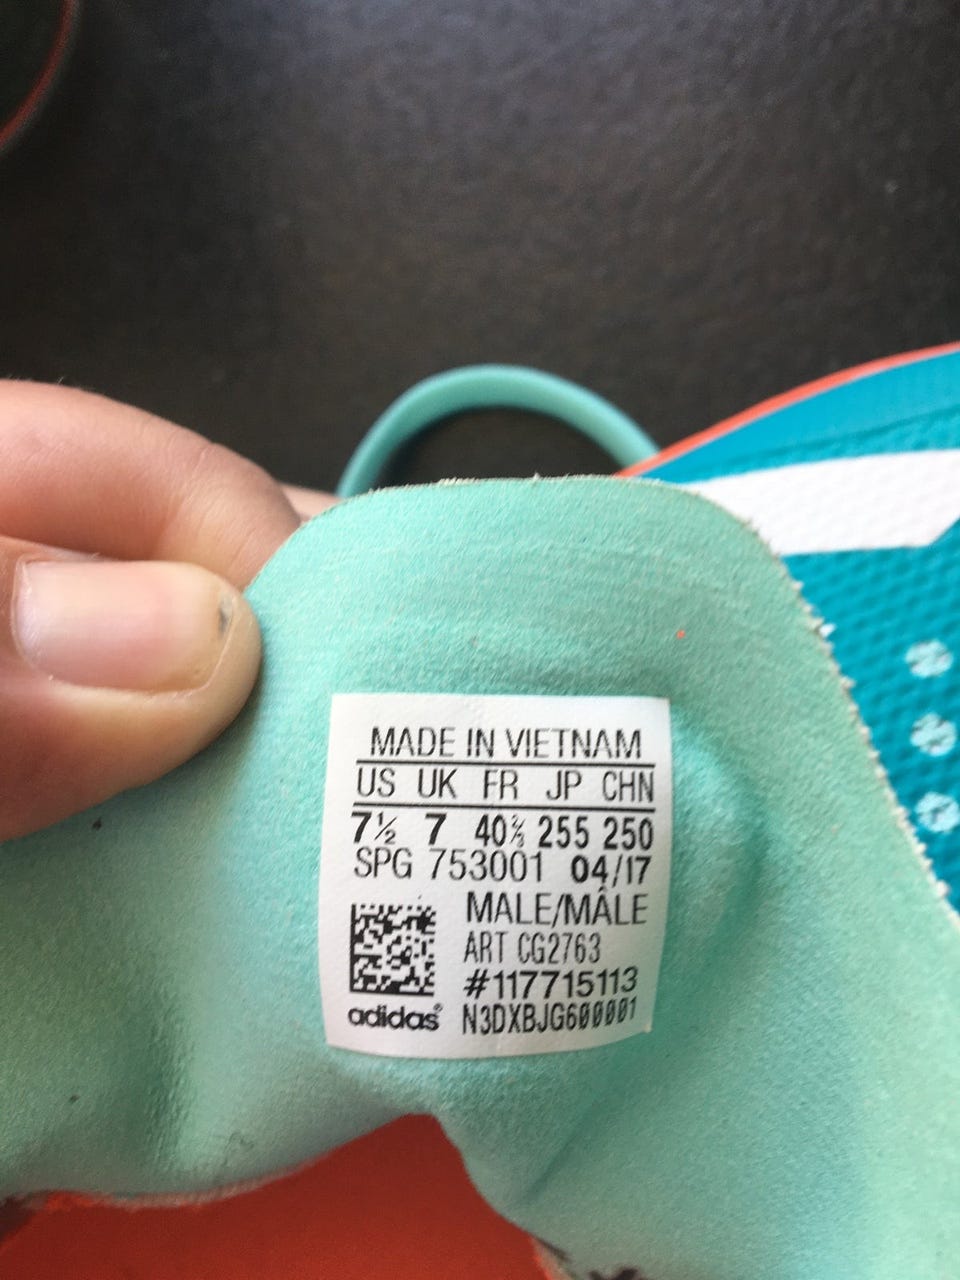 MADE IN VIETNAM
US UK FR JP CHN
7½ 7 40⅔ 255 250
SPG 753001 04/17
MALE/MÂLE
ART CG2763
#117715113
adidas® N3DXBJG600001